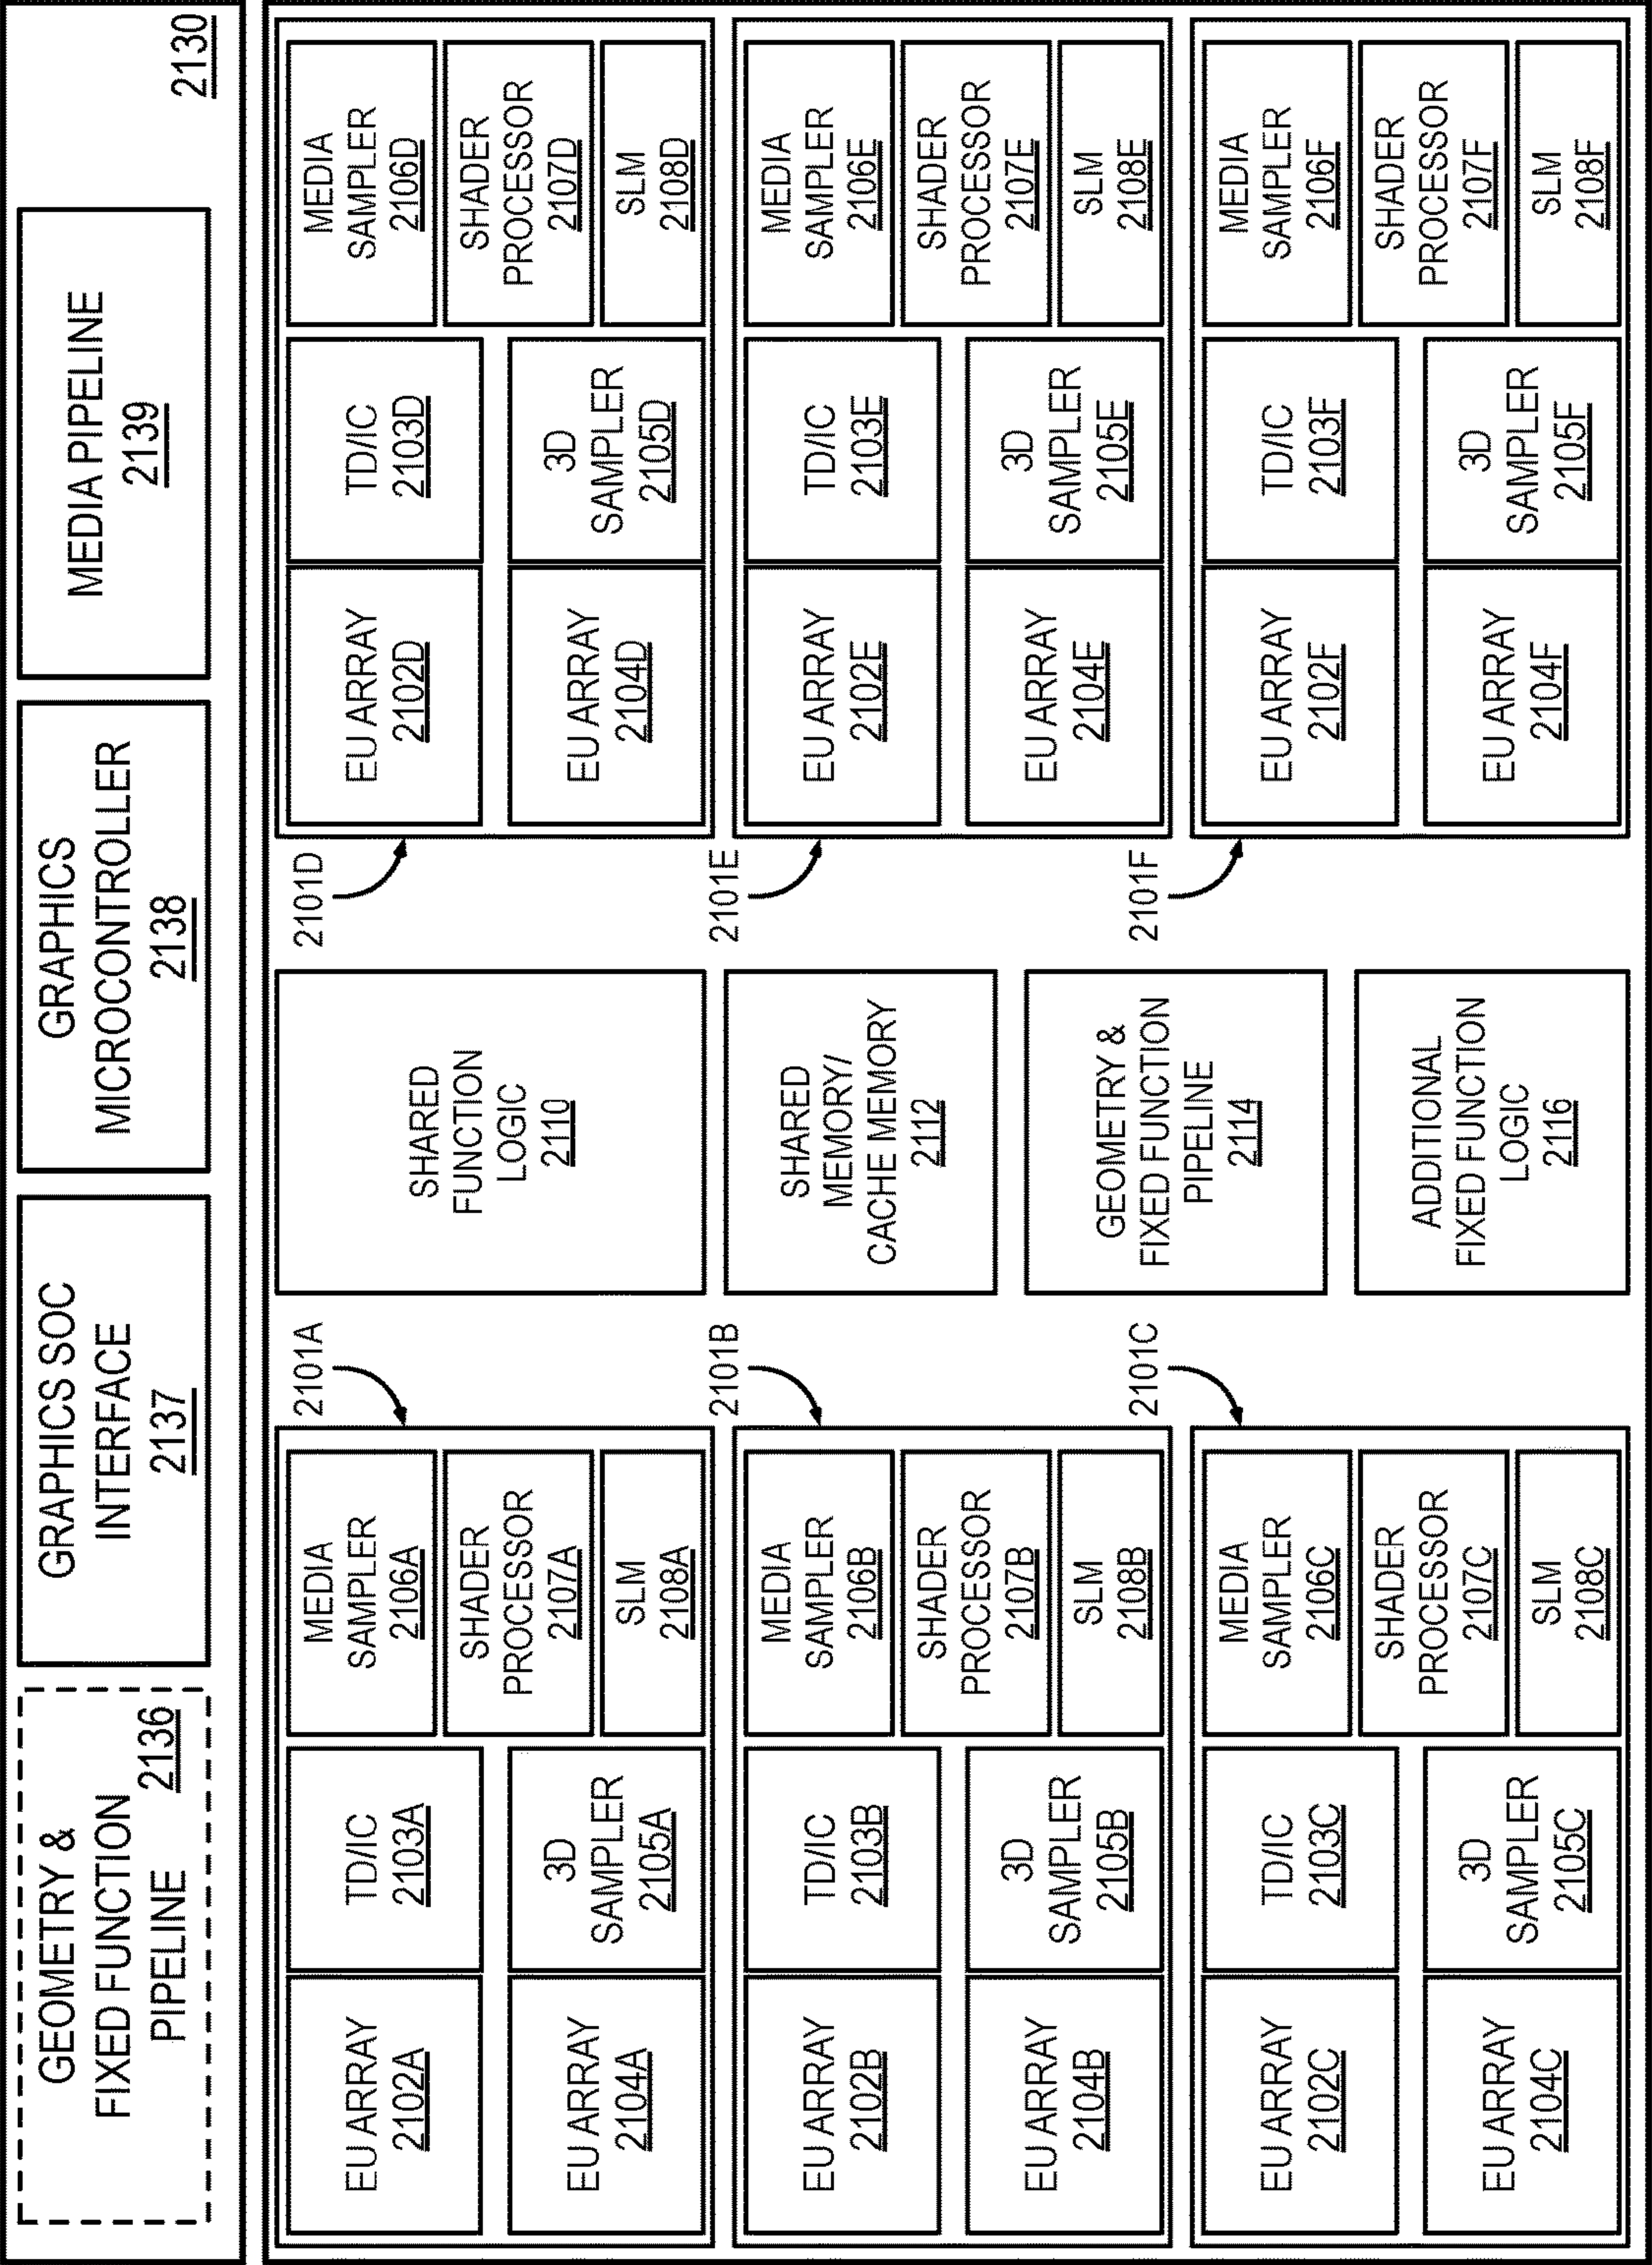 GEOMETRY &
FIXED FUNCTION
PIPELINE
2136
GRAPHICS SOC
INTERFACE
2137
GRAPHICS
MICROCONTROLLER
2138
MEDIA PIPELINE
2139
2130
2101A
EU ARRAY
2102A
TD/IC
2103A
EU ARRAY
2104A
3D
SAMPLER
2105A
MEDIA
SAMPLER
2106A
SHADER
PROCESSOR
2107A
SLM
2108A
SHARED
FUNCTION
LOGIC
2110
2101D
EU ARRAY
2102D
TD/IC
2103D
EU ARRAY
2104D
3D
SAMPLER
2105D
MEDIA
SAMPLER
2106D
SHADER
PROCESSOR
2107D
SLM
2108D
2101B
EU ARRAY
2102B
TD/IC
2103B
EU ARRAY
2104B
3D
SAMPLER
2105B
MEDIA
SAMPLER
2106B
SHADER
PROCESSOR
2107B
SLM
2108B
SHARED
MEMORY/
CACHE MEMORY
2112
2101E
EU ARRAY
2102E
TD/IC
2103E
EU ARRAY
2104E
3D
SAMPLER
2105E
MEDIA
SAMPLER
2106E
SHADER
PROCESSOR
2107E
SLM
2108E
2101C
EU ARRAY
2102C
TD/IC
2103C
EU ARRAY
2104C
3D
SAMPLER
2105C
MEDIA
SAMPLER
2106C
SHADER
PROCESSOR
2107C
SLM
2108C
GEOMETRY &
FIXED FUNCTION
PIPELINE
2114
ADDITIONAL
FIXED FUNCTION
LOGIC
2116
2101F
EU ARRAY
2102F
TD/IC
2103F
EU ARRAY
2104F
3D
SAMPLER
2105F
MEDIA
SAMPLER
2106F
SHADER
PROCESSOR
2107F
SLM
2108F